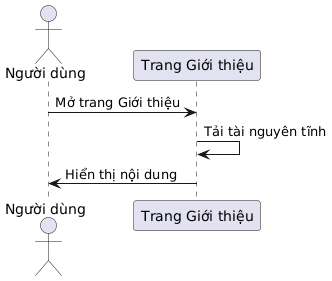 Người dùng
Trang Giới thiệu
Mở trang Giới thiệu
Tải tài nguyên tĩnh
Hiển thị nội dung
Người dùng
Trang Giới thiệu